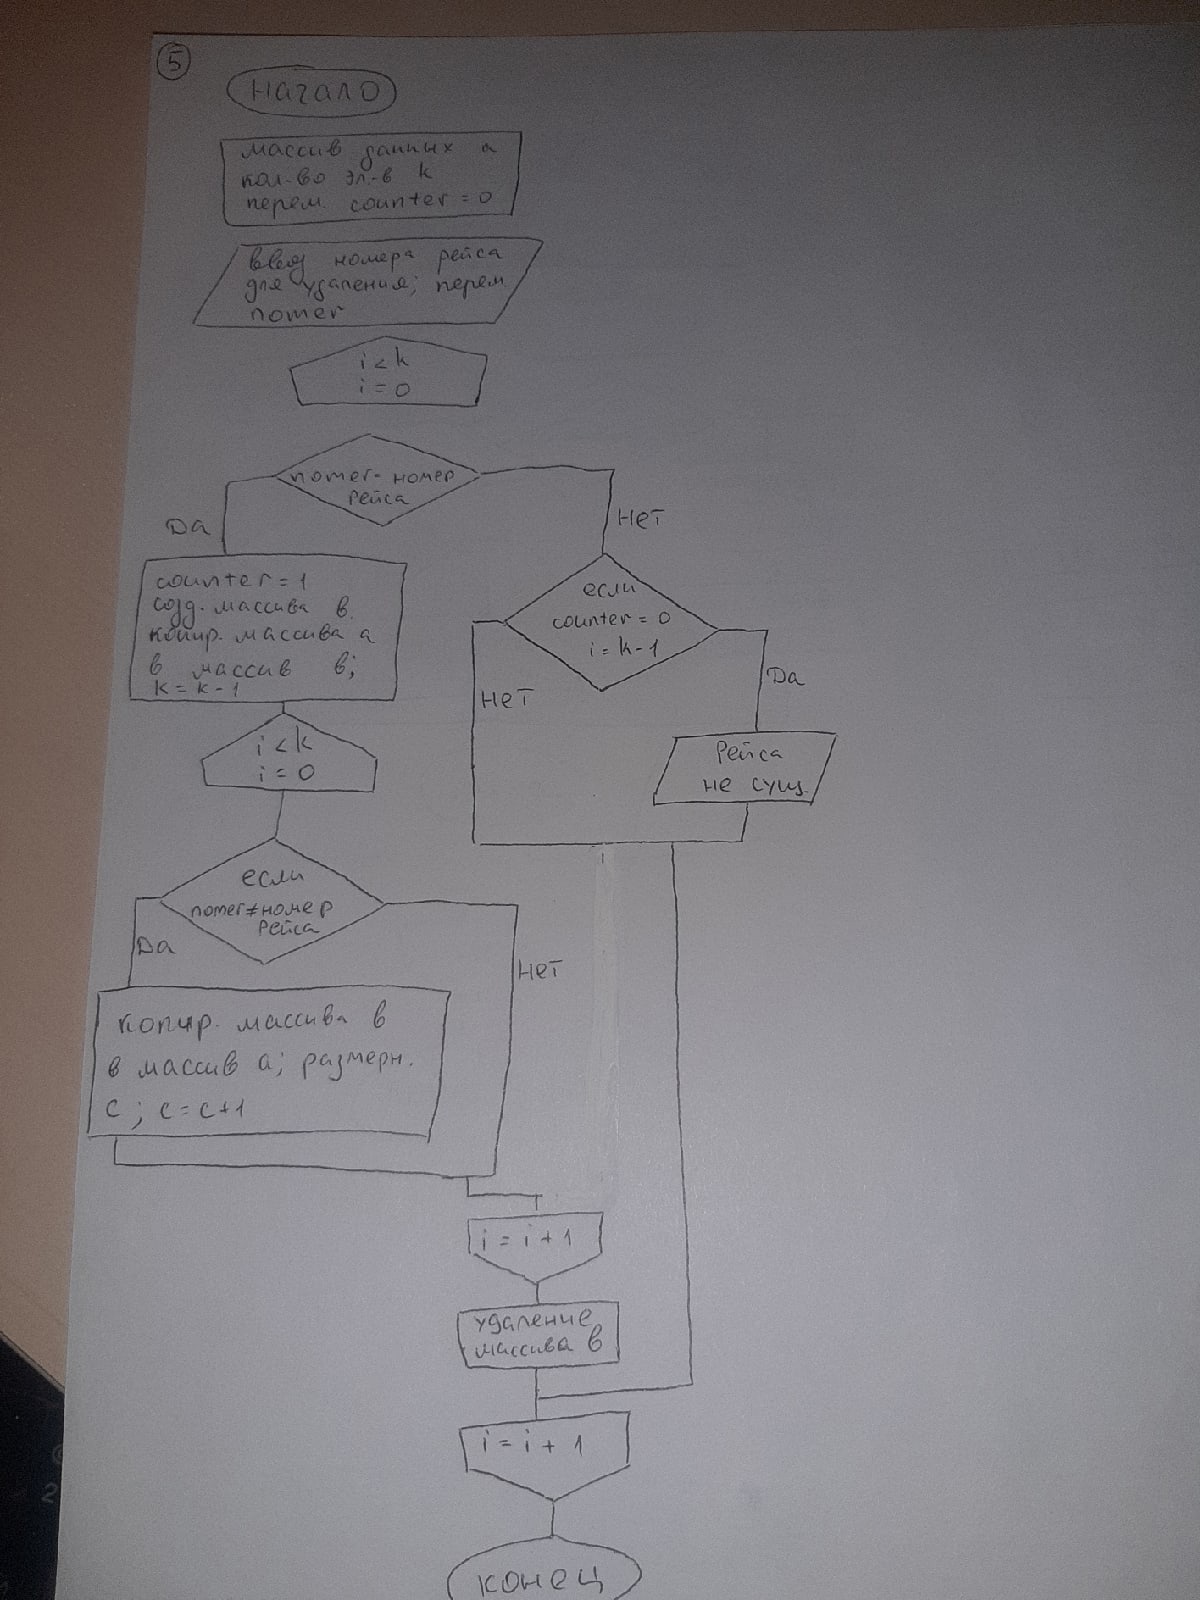 5
Начало
массив данных a
кол-во эл-в k
перем. counter = 0
ввод номера рейса
для удаления; перем.
nomer
i < k
i = 0
nomer = номер
рейса
Да
Нет
counter = 1
созд. массива в.
копир. массива а
в массив в;
k = k - 1
если
counter = 0
i = k - 1
Нет
Да
Рейса
не сущ.
i < k
i = 0
если
nomer ≠ номер
Рейса
Да
Нет
копир. массива в
в массив а; размерн.
c ; c = c + 1
i = i + 1
удаление
массива в
i = i + 1
конец
2